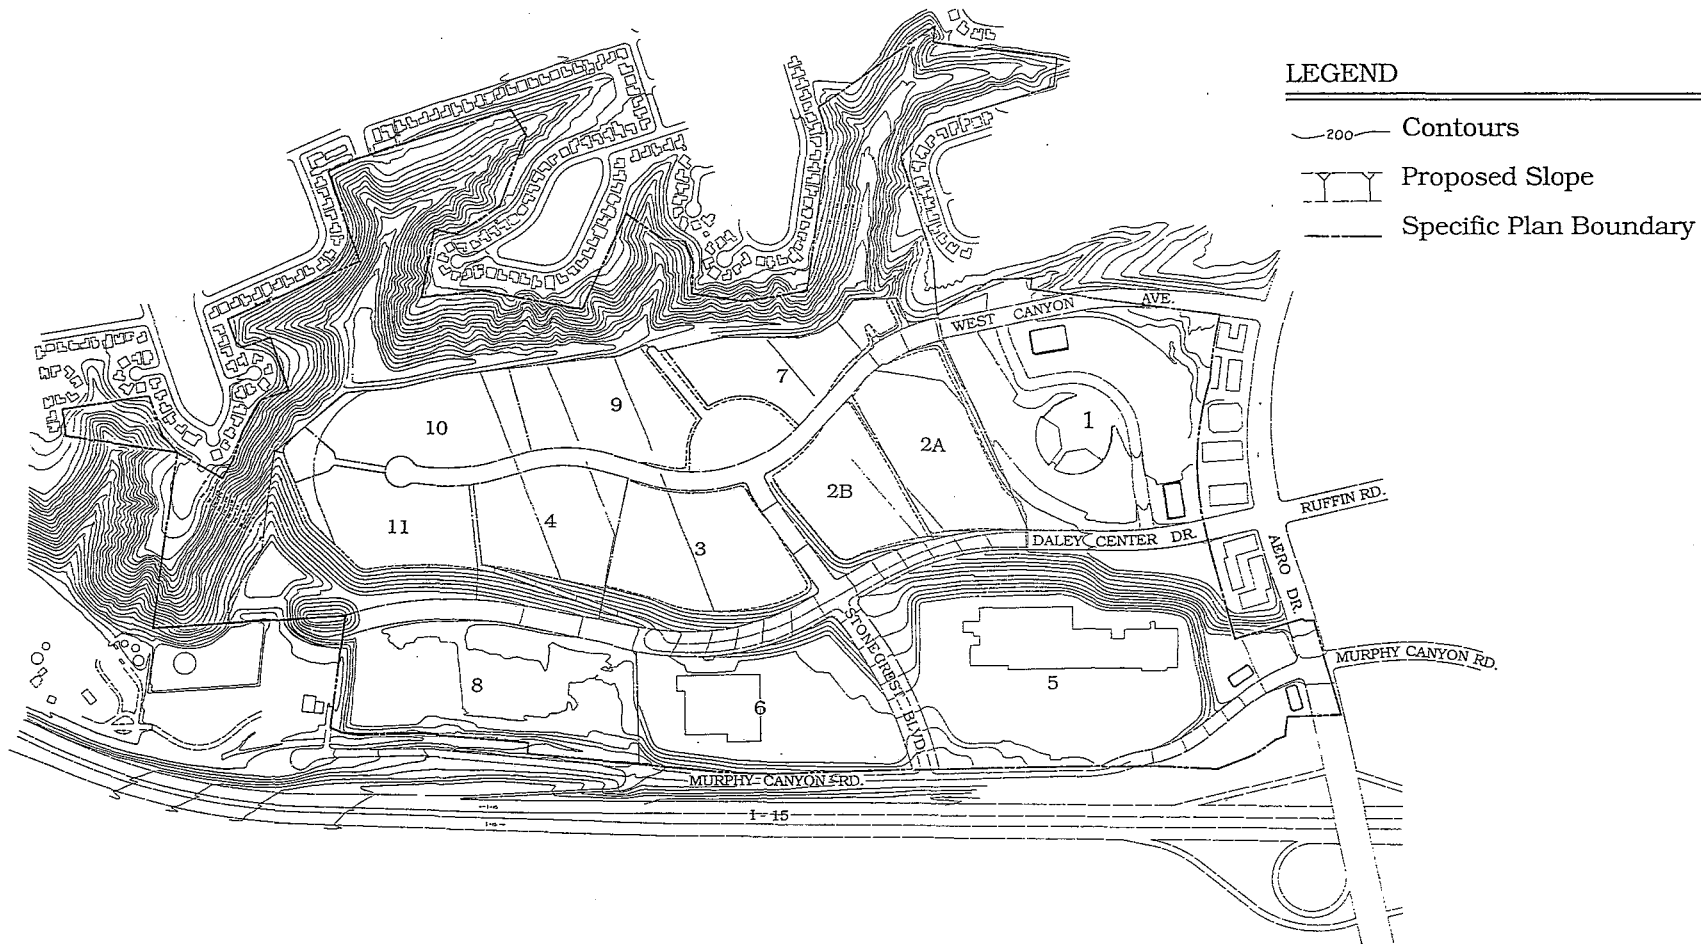 LEGEND
200
Contours
Proposed Slope
Specific Plan Boundary
WEST CANYON AVE.
7
9
10
1
2A
2B
RUFFIN RD.
11
4
3
DALEY CENTER DR.
AERO DR.
STONECREST BLVD.
MURPHY CANYON RD.
8
6
5
MURPHY CANYON RD.
I-15